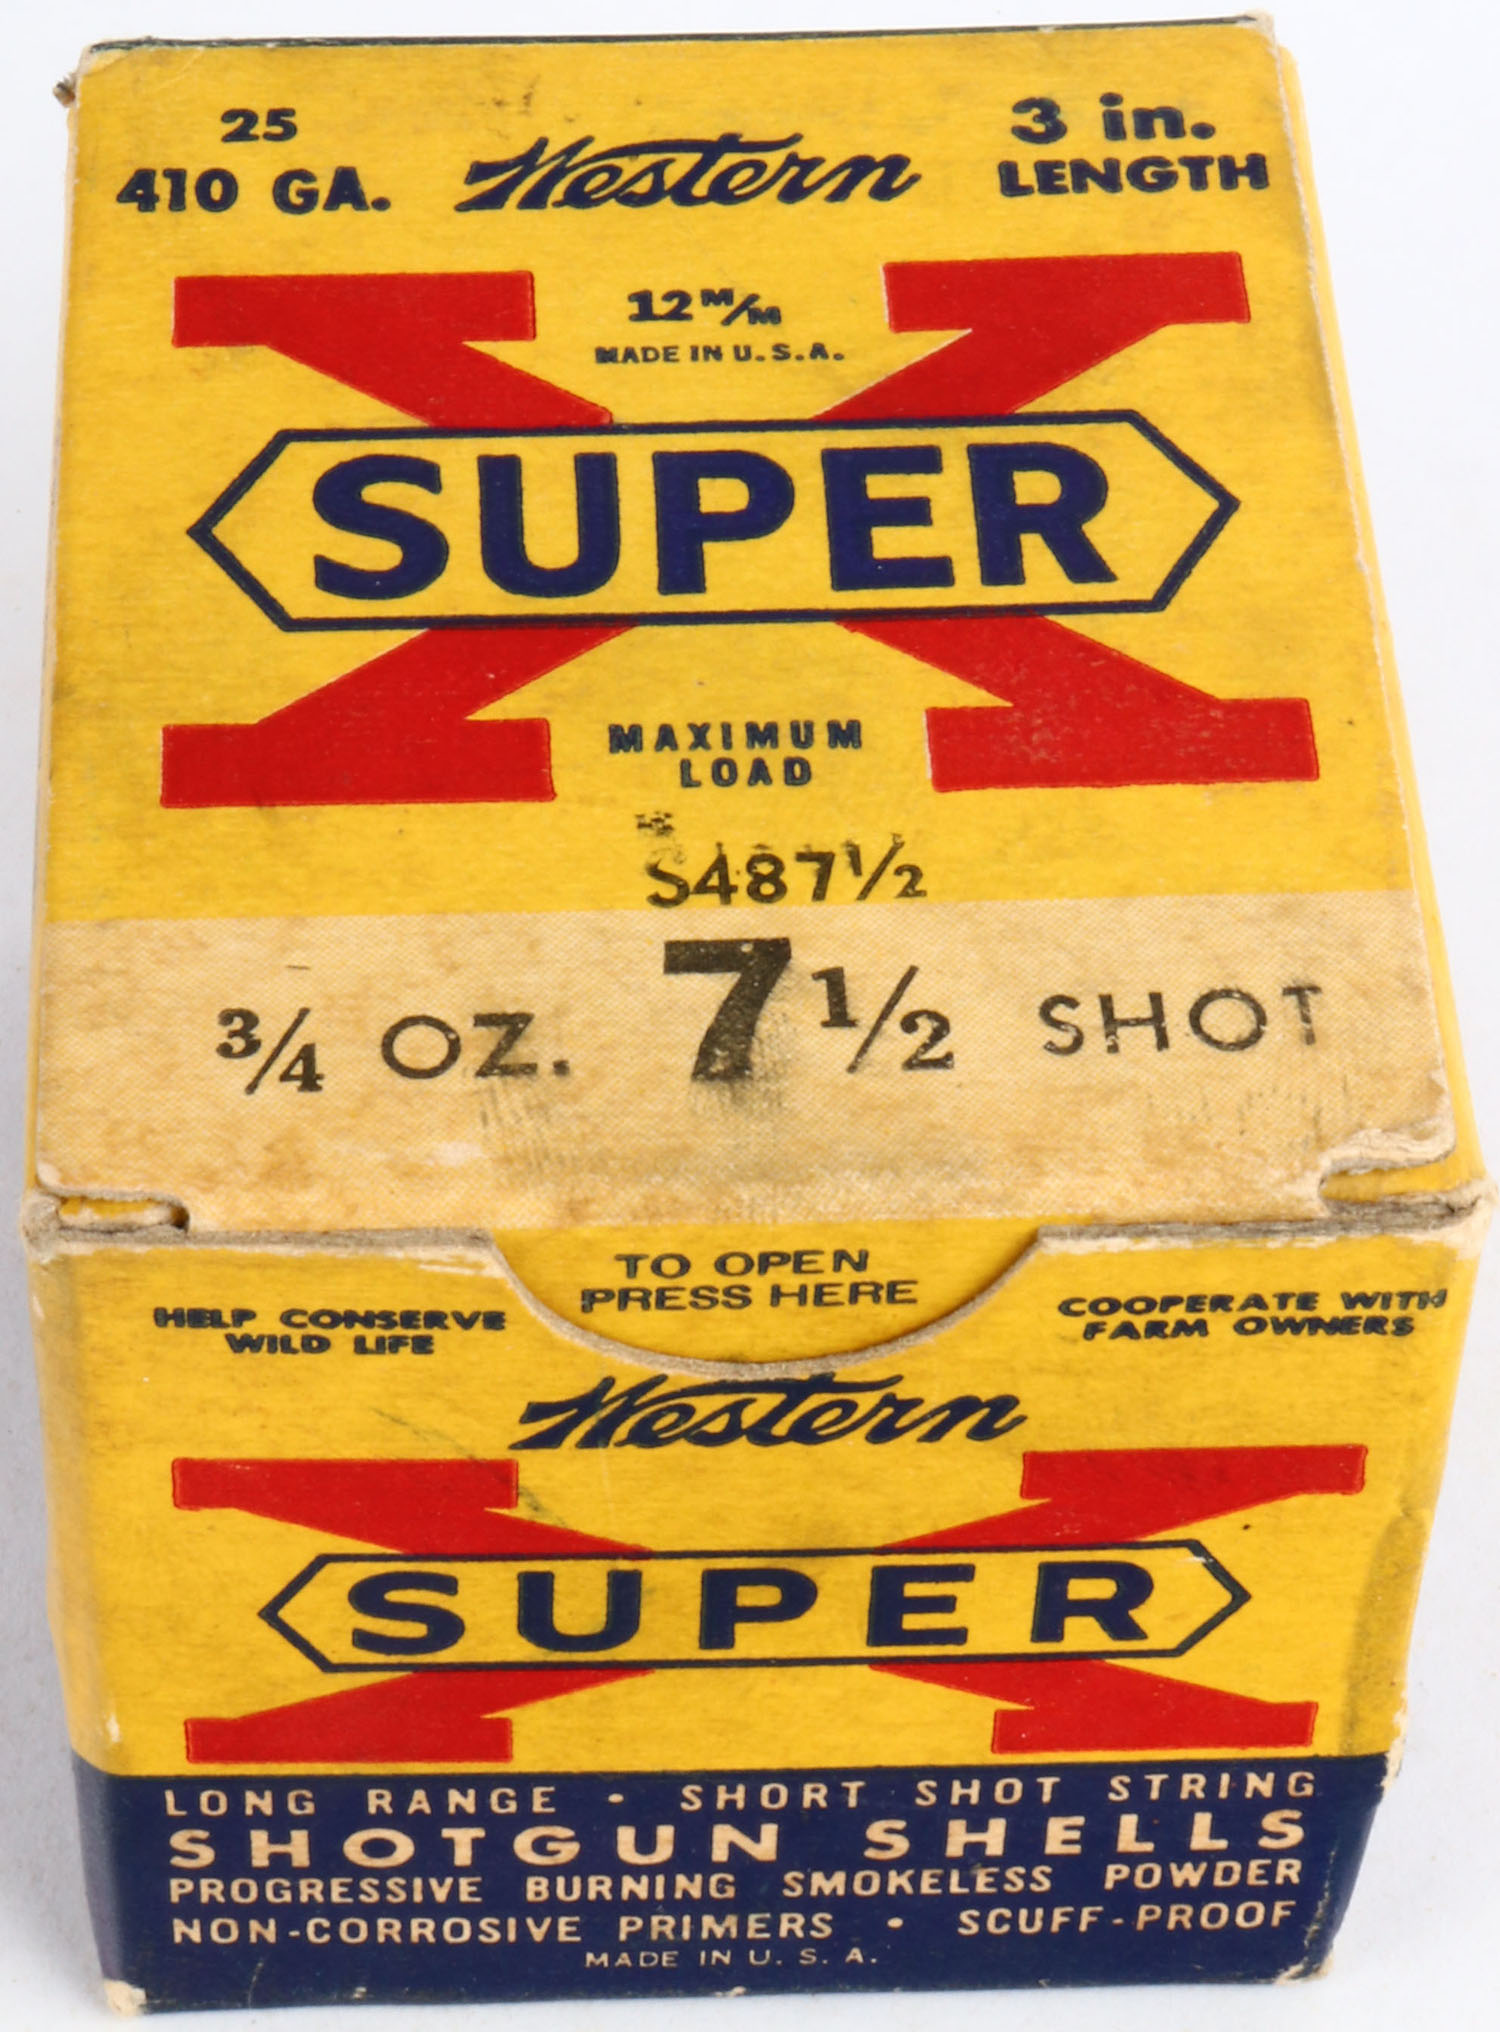 25
410 GA.
Western
3 in.
LENGTH
12 M/M
MADE IN U.S.A.
SUPER X
MAXIMUM
LOAD
S487½
¾ OZ. 7½ SHOT
TO OPEN
PRESS HERE
HELP CONSERVE
WILD LIFE
COOPERATE WITH
FARM OWNERS
Western
SUPER X
LONG RANGE • SHORT SHOT STRING
SHOTGUN SHELLS
PROGRESSIVE BURNING SMOKELESS POWDER
NON-CORROSIVE PRIMERS • SCUFF-PROOF
MADE IN U. S. A.